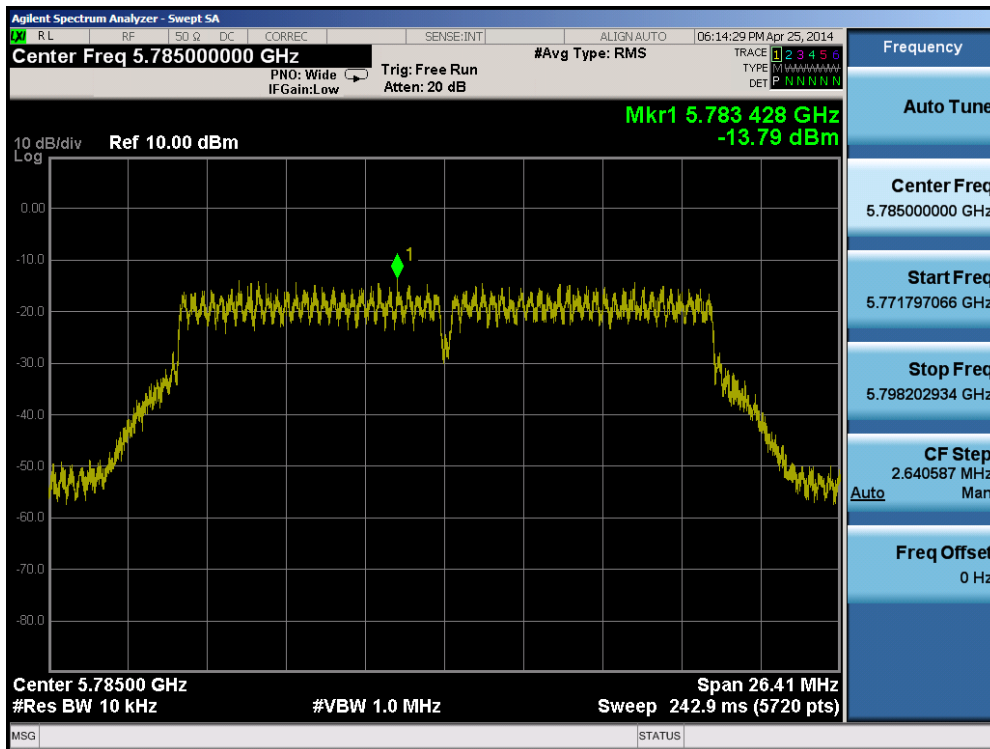 Agilent Spectrum Analyzer - Swept SA
LXI RL RF 50 Ω DC CORREC SENSE:INT ALIGN AUTO 06:14:29 PM Apr 25, 2014
Center Freq 5.785000000 GHz
#Avg Type: RMS
TRACE 1 2 3 4 5 6
PNO: Wide
Trig: Free Run
TYPE M WWWWW
IFGain:Low
Atten: 20 dB
DET P N N N N N
Mkr1 5.783 428 GHz
-13.79 dBm
10 dB/div Ref 10.00 dBm
Log
1
0.00
-10.0
-20.0
-30.0
-40.0
-50.0
-60.0
-70.0
-80.0
Center 5.78500 GHz Span 26.41 MHz
#Res BW 10 kHz #VBW 1.0 MHz Sweep 242.9 ms (5720 pts)
MSG STATUS
Frequency
Auto Tune
Center Freq
5.785000000 GHz
Start Freq
5.771797066 GHz
Stop Freq
5.798202934 GHz
CF Step
2.640587 MHz
Auto Man
Freq Offset
0 Hz